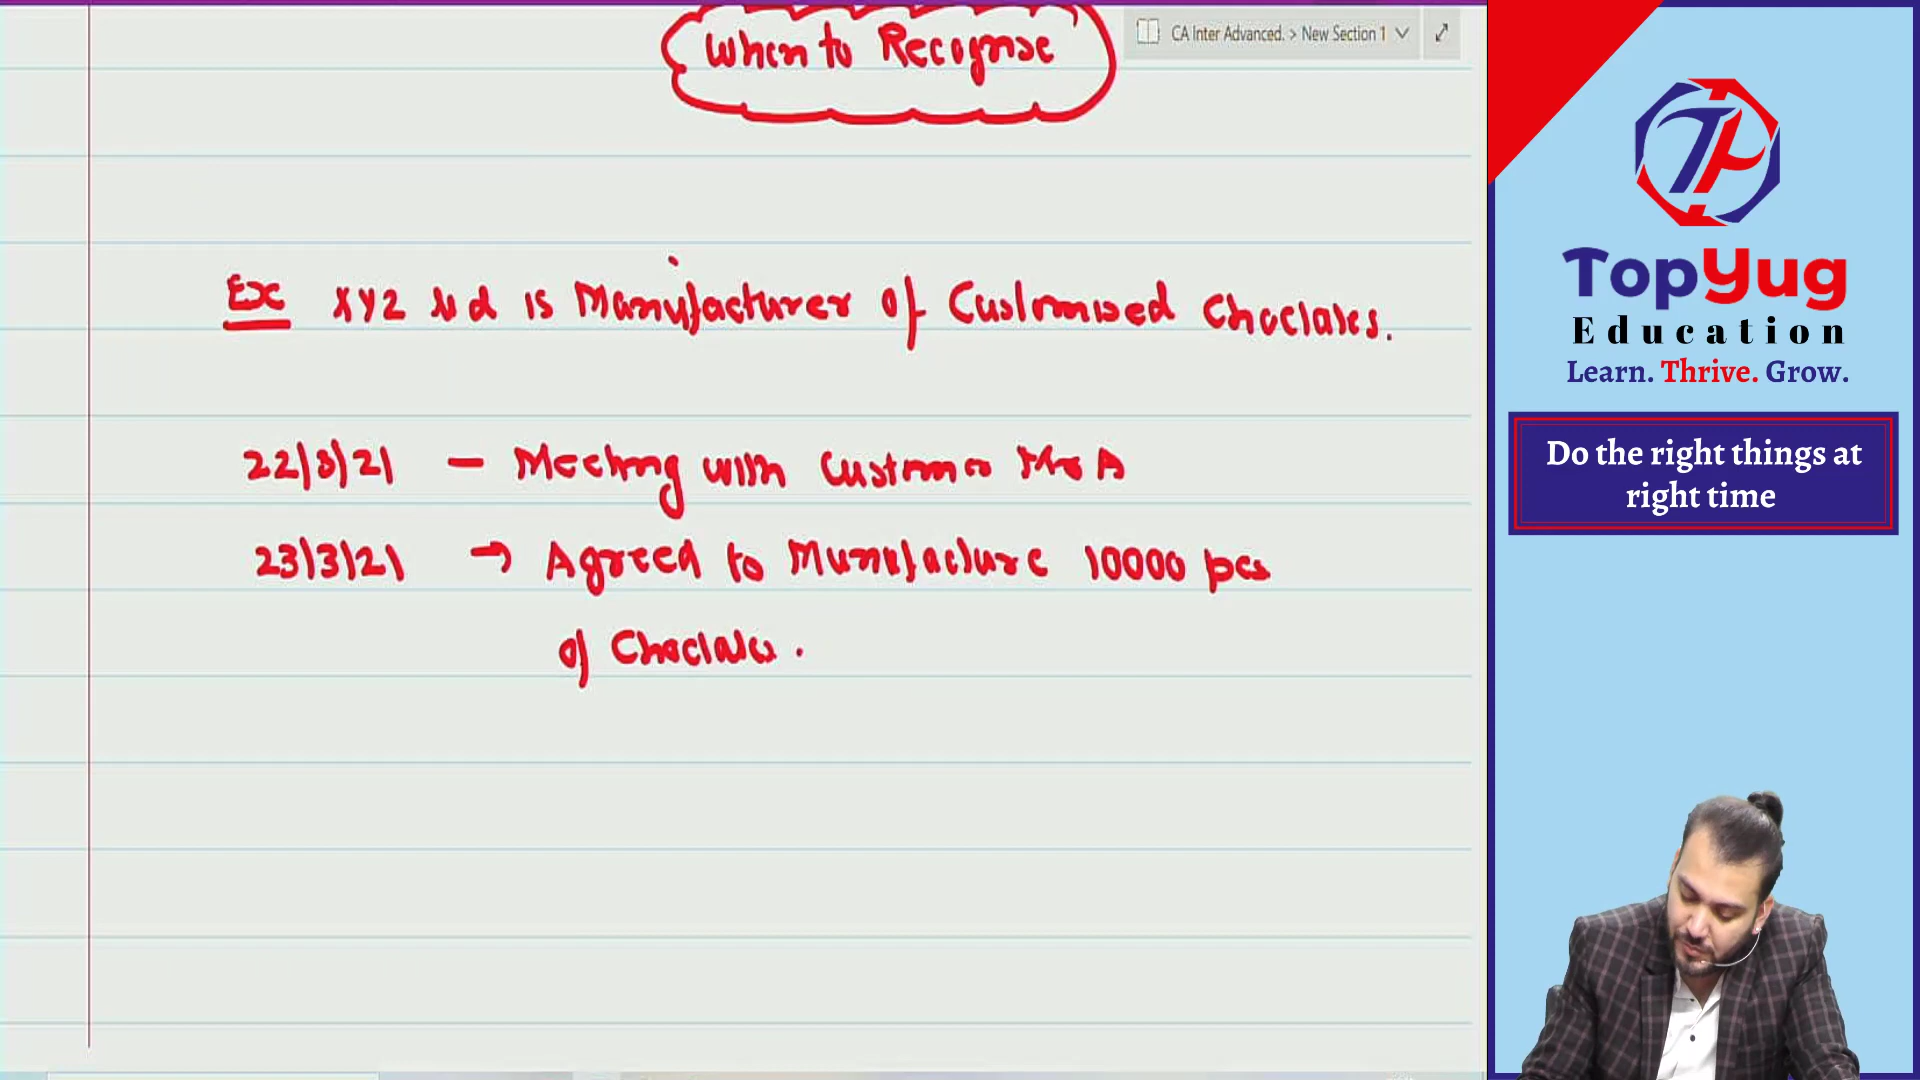 When to Recognise
CA Inter Advanced. > New Section 1
Ex XYZ Ltd is Manufacturer of Customised Choclates.
22/3/21 – Meeting with Customer Mr A
23/3/21 → Agreed to Manufacture 10000 pcs
of Choclates.
TopYug
Education
Learn. Thrive. Grow.
Do the right things at
right time